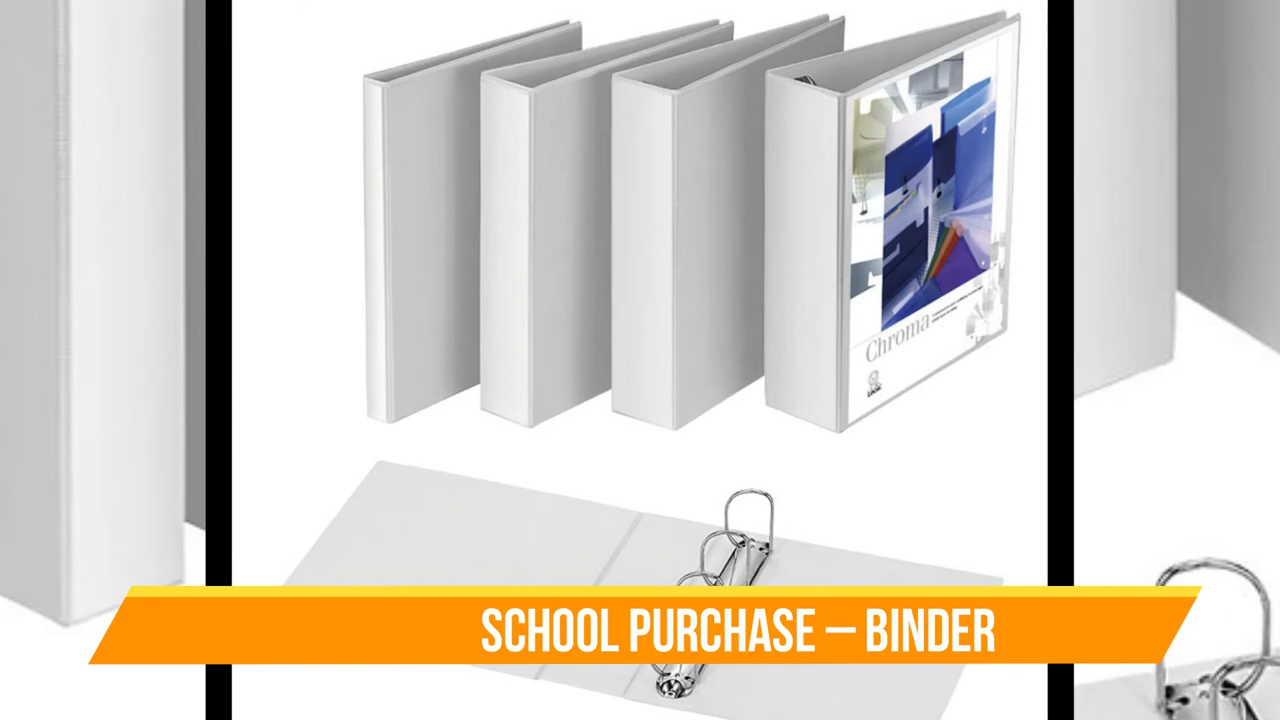 Chroma
SCHOOL PURCHASE – BINDER